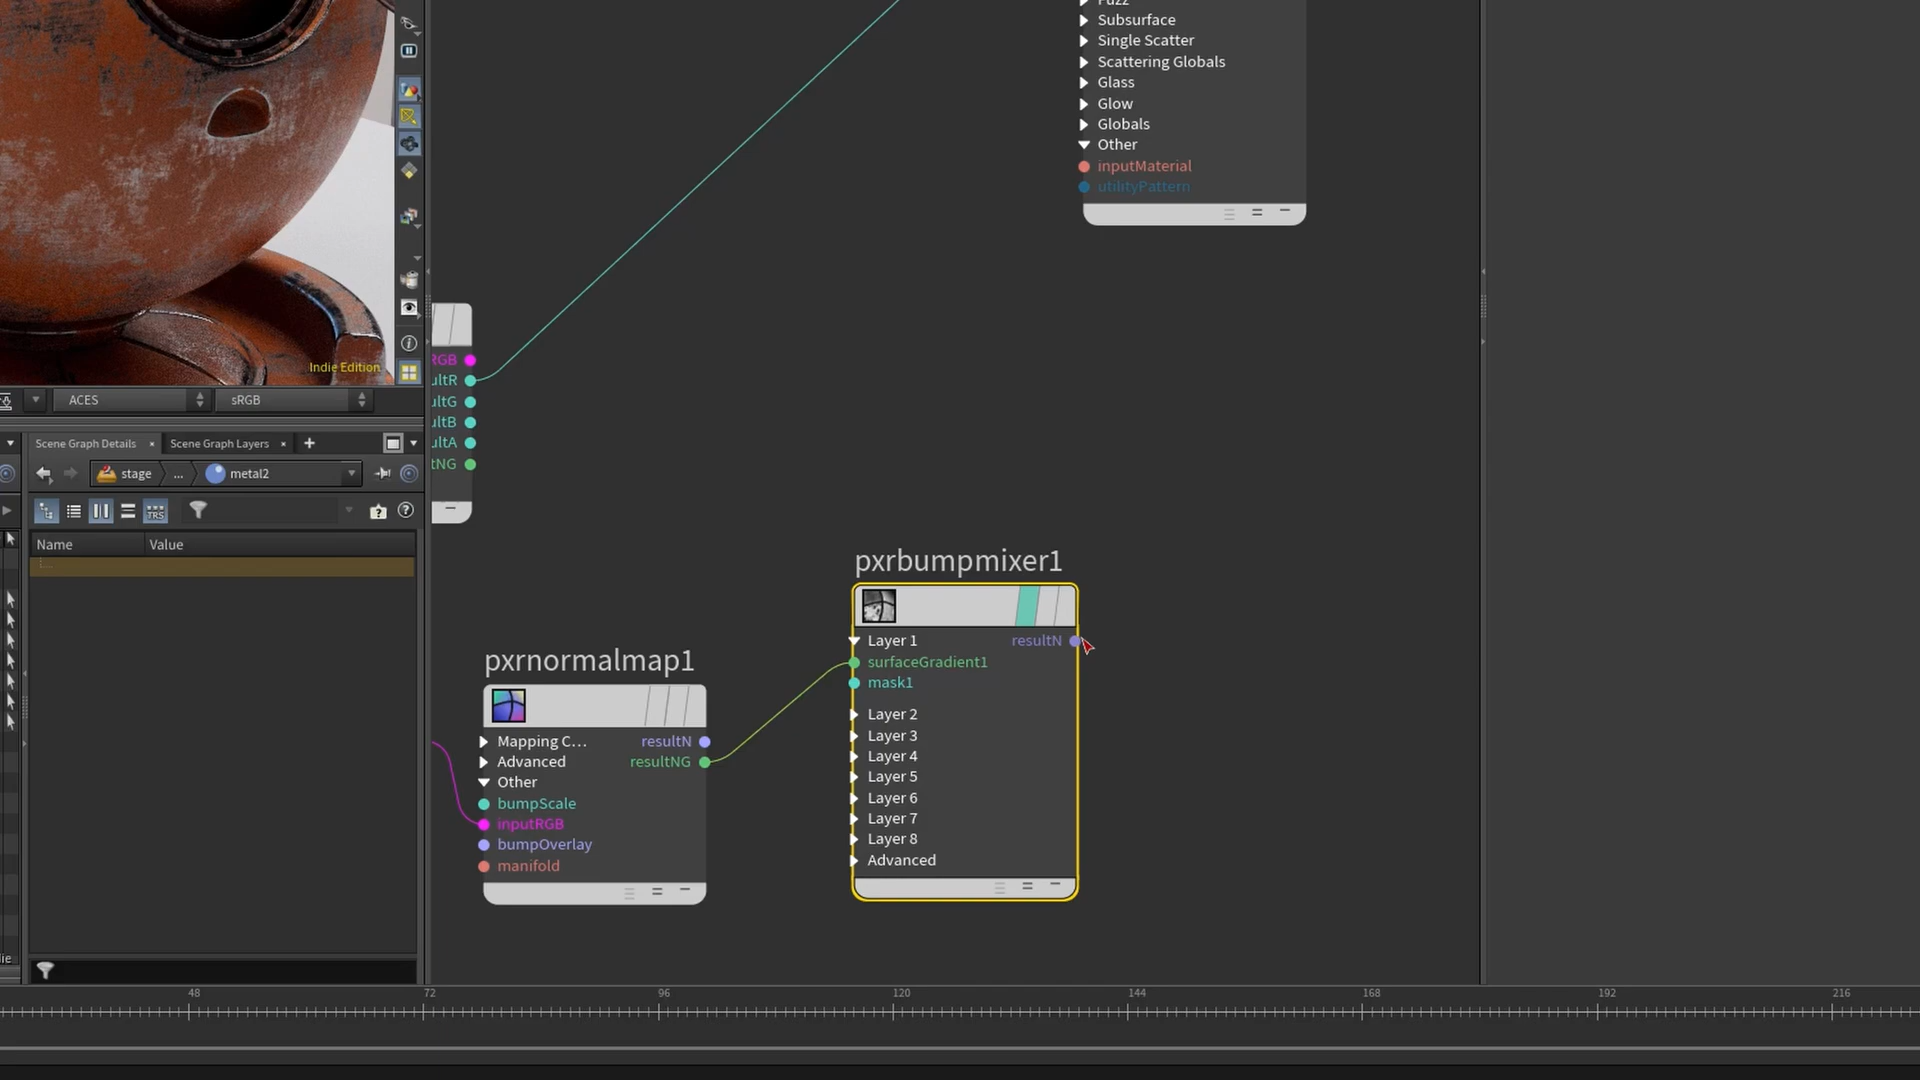 Fuzz
Subsurface
Single Scatter
Scattering Globals
Glass
Glow
Globals
Other
inputMaterial
utilityPattern
Indie Edition
ACES
sRGB
RGB
ultR
ultG
ultB
ultA
tNG
Scene Graph Details
Scene Graph Layers
stage
...
metal2
TRS
Name
Value
pxrbumpmixer1
Layer 1
resultN
surfaceGradient1
mask1
Layer 2
Layer 3
Layer 4
Layer 5
Layer 6
Layer 7
Layer 8
Advanced
pxrnormalmap1
Mapping C...
resultN
Advanced
resultNG
Other
bumpScale
inputRGB
bumpOverlay
manifold
die
48
72
96
120
144
168
192
216